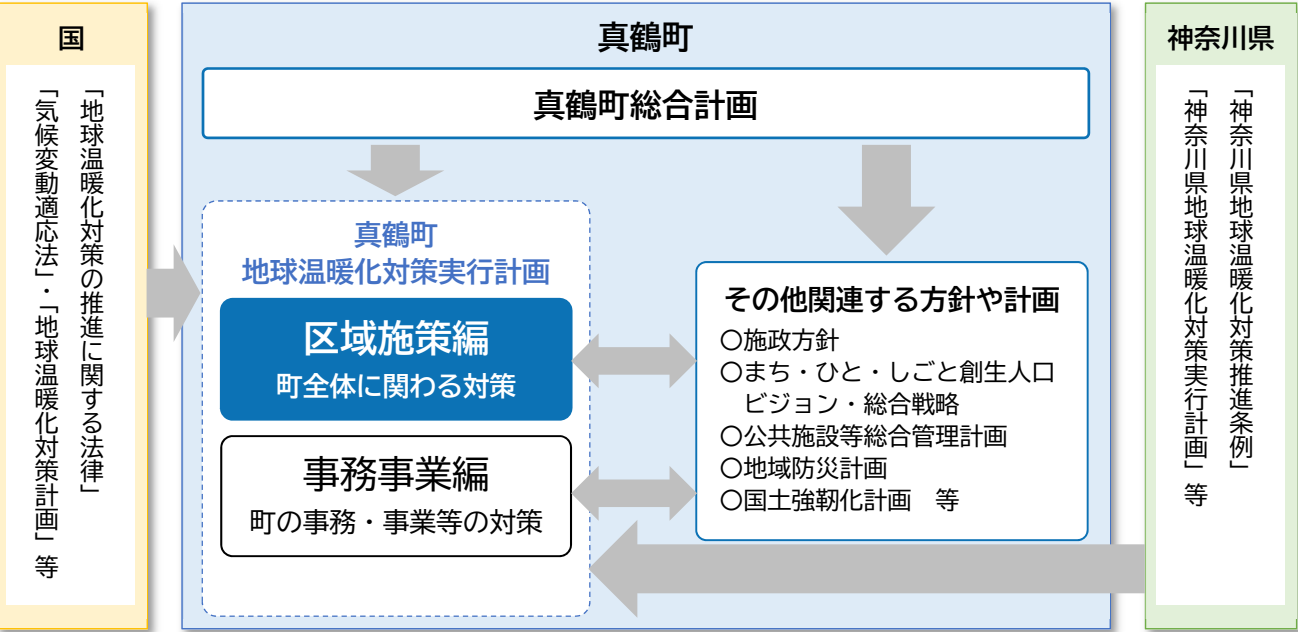 国
「地球温暖化対策の推進に関する法律」
「気候変動適応法」・「地球温暖化対策計画」等
真鶴町
真鶴町総合計画
真鶴町
地球温暖化対策実行計画
区域施策編
町全体に関わる対策
事務事業編
町の事務・事業等の対策
その他関連する方針や計画
〇施政方針
〇まち・ひと・しごと創生人口
ビジョン・総合戦略
〇公共施設等総合管理計画
〇地域防災計画
〇国土強靭化計画　等
神奈川県
「神奈川県地球温暖化対策推進条例」
「神奈川県地球温暖化対策実行計画」等